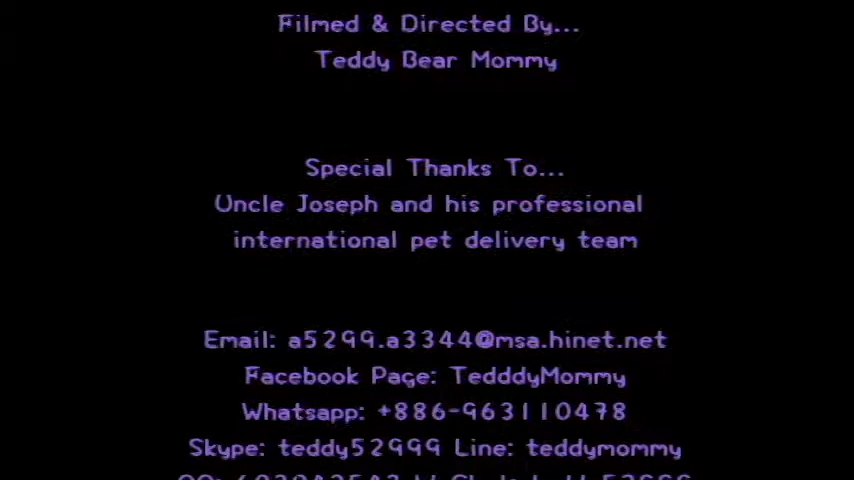 Filmed & Directed By...
Teddy Bear Mommy
Special Thanks To...
Uncle Joseph and his professional
international pet delivery team
Email: a5299.a3344@msa.hinet.net
Facebook Page: TedddyMommy
Whatsapp: +886-963110478
Skype: teddy52999 Line: teddymommy